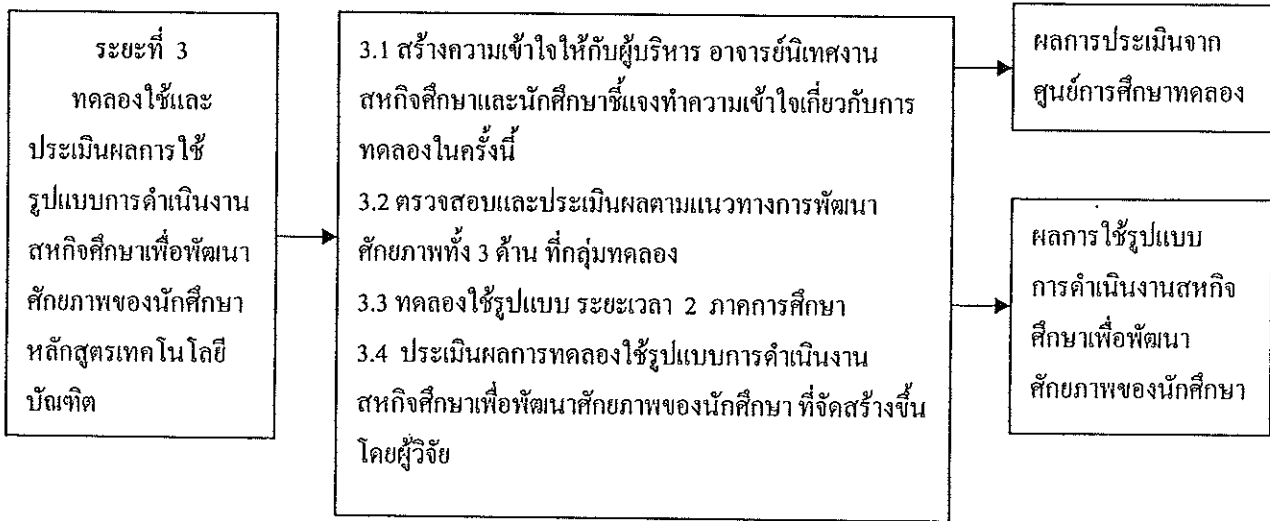 ระยะที่ 3
ทดลองใช้และ
ประเมินผลการใช้
รูปแบบการดำเนินงาน
สหกิจศึกษาเพื่อพัฒนา
ศักยภาพของนักศึกษา
หลักสูตรเทคโนโลยี
บัณฑิต
3.1 สร้างความเข้าใจให้กับผู้บริหาร อาจารย์นิเทศงาน
สหกิจศึกษาและนักศึกษาชี้แจงทำความเข้าใจเกี่ยวกับการ
ทดลองในครั้งนี้
3.2 ตรวจสอบและประเมินผลตามแนวทางการพัฒนา
ศักยภาพทั้ง 3 ด้าน ที่กลุ่มทดลอง
3.3 ทดลองใช้รูปแบบ ระยะเวลา 2 ภาคการศึกษา
3.4 ประเมินผลการทดลองใช้รูปแบบการดำเนินงาน
สหกิจศึกษาเพื่อพัฒนาศักยภาพของนักศึกษา ที่จัดสร้างขึ้น
โดยผู้วิจัย
ผลการประเมินจาก
ศูนย์การศึกษาทดลอง
ผลการใช้รูปแบบ
การดำเนินงานสหกิจ
ศึกษาเพื่อพัฒนา
ศักยภาพของนักศึกษา